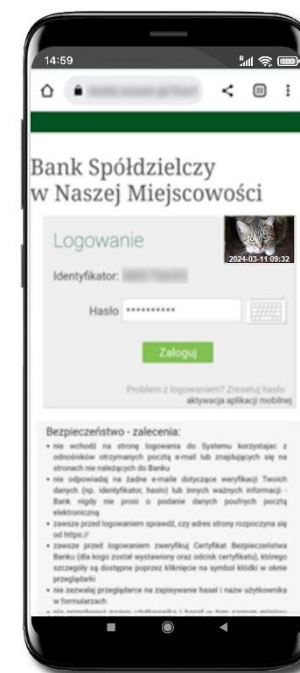 14:59
Bank Spółdzielczy
w Naszej Miejscowości
Logowanie
2024-03-11 09:32
Identyfikator:
Hasło **********
Zaloguj
Problem z logowaniem? Zresetuj hasło
aktywacja aplikacji mobilnej
Bezpieczeństwo - zalecenia:
• nie wchodź na stronę logowania do Systemu korzystając z
odnośników otrzymanych pocztą e-mail lub znajdujących się na
stronach nie należących do Banku
• nie odpowiadaj na żadne e-maile dotyczące weryfikacji Twoich
danych (np. identyfikator, hasło) lub innych ważnych informacji -
Bank nigdy nie prosi o podanie danych poufnych pocztą
elektroniczną
• zawsze przed logowaniem sprawdź, czy adres strony rozpoczyna się
od https://
• zawsze przed logowaniem zweryfikuj Certyfikat Bezpieczeństwa
Banku (dla kogo został wystawiony oraz odcisk certyfikatu), którego
szczegóły są dostępne poprzez kliknięcie na symbol kłódki w oknie
przeglądarki
• nie zezwalaj przeglądarce na zapisywanie haseł i nazw użytkownika
w formularzach